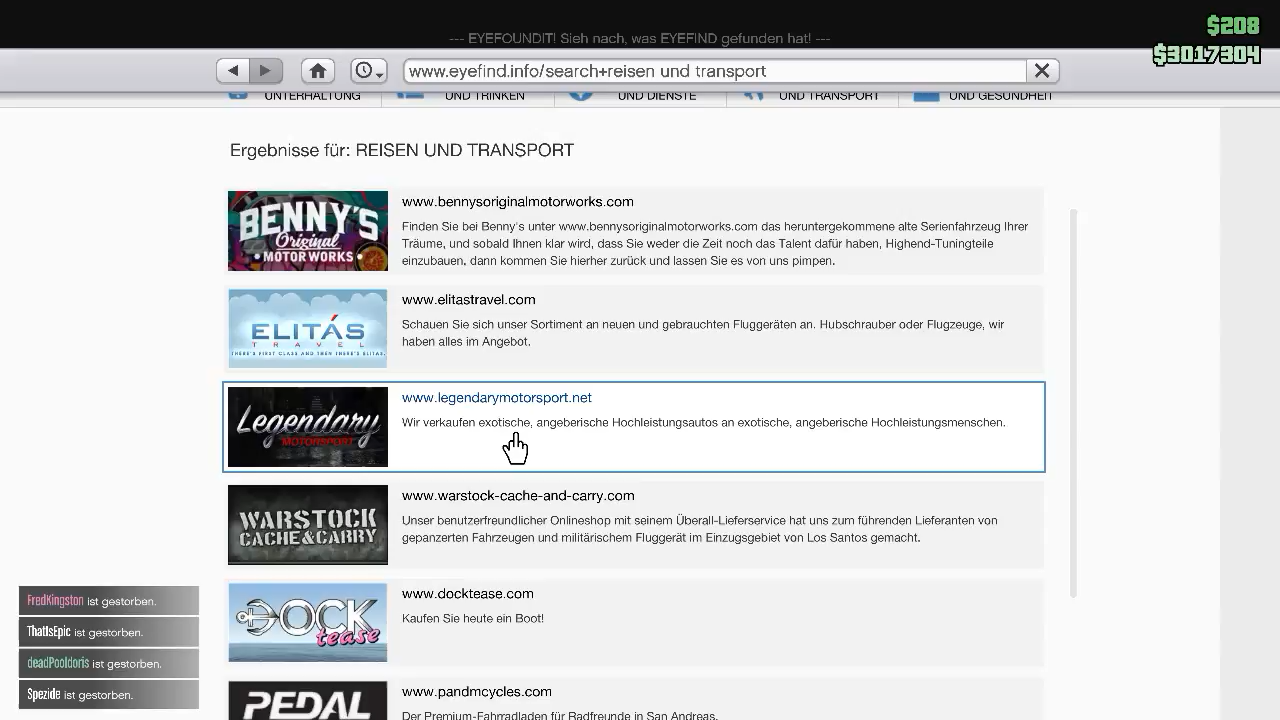 --- EYEFOUNDIT! Sieh nach, was EYEFIND gefunden hat! ---
$208
$3017304
www.eyefind.info/search+reisen und transport
UNTERHALTUNG
UND TRINKEN
UND DIENSTE
UND TRANSPORT
UND GESUNDHEIT
Ergebnisse für: REISEN UND TRANSPORT
BENNY'S
Original
MOTOR WORKS
www.bennysoriginalmotorworks.com
Finden Sie bei Benny's unter www.bennysoriginalmotorworks.com das heruntergekommene alte Serienfahrzeug Ihrer
Träume, und sobald Ihnen klar wird, dass Sie weder die Zeit noch das Talent dafür haben, Highend-Tuningteile
einzubauen, dann kommen Sie hierher zurück und lassen Sie es von uns pimpen.
ELITÁS
TRAVEL
THERE'S FIRST CLASS AND THEN THERE'S ELITAS.
www.elitastravel.com
Schauen Sie sich unser Sortiment an neuen und gebrauchten Fluggeräten an. Hubschrauber oder Flugzeuge, wir
haben alles im Angebot.
Legendary
MOTORSPORT
www.legendarymotorsport.net
Wir verkaufen exotische, angeberische Hochleistungsautos an exotische, angeberische Hochleistungsmenschen.
WARSTOCK
CACHE&CARRY
www.warstock-cache-and-carry.com
Unser benutzerfreundlicher Onlineshop mit seinem Überall-Lieferservice hat uns zum führenden Lieferanten von
gepanzerten Fahrzeugen und militärischem Fluggerät im Einzugsgebiet von Los Santos gemacht.
DOCK
tease
www.docktease.com
Kaufen Sie heute ein Boot!
PEDAL
www.pandmcycles.com
Der Premium-Fahrradladen für Radfreunde in San Andreas.
FredKingston ist gestorben.
ThatIsEpic ist gestorben.
deadPooldoris ist gestorben.
Spezide ist gestorben.